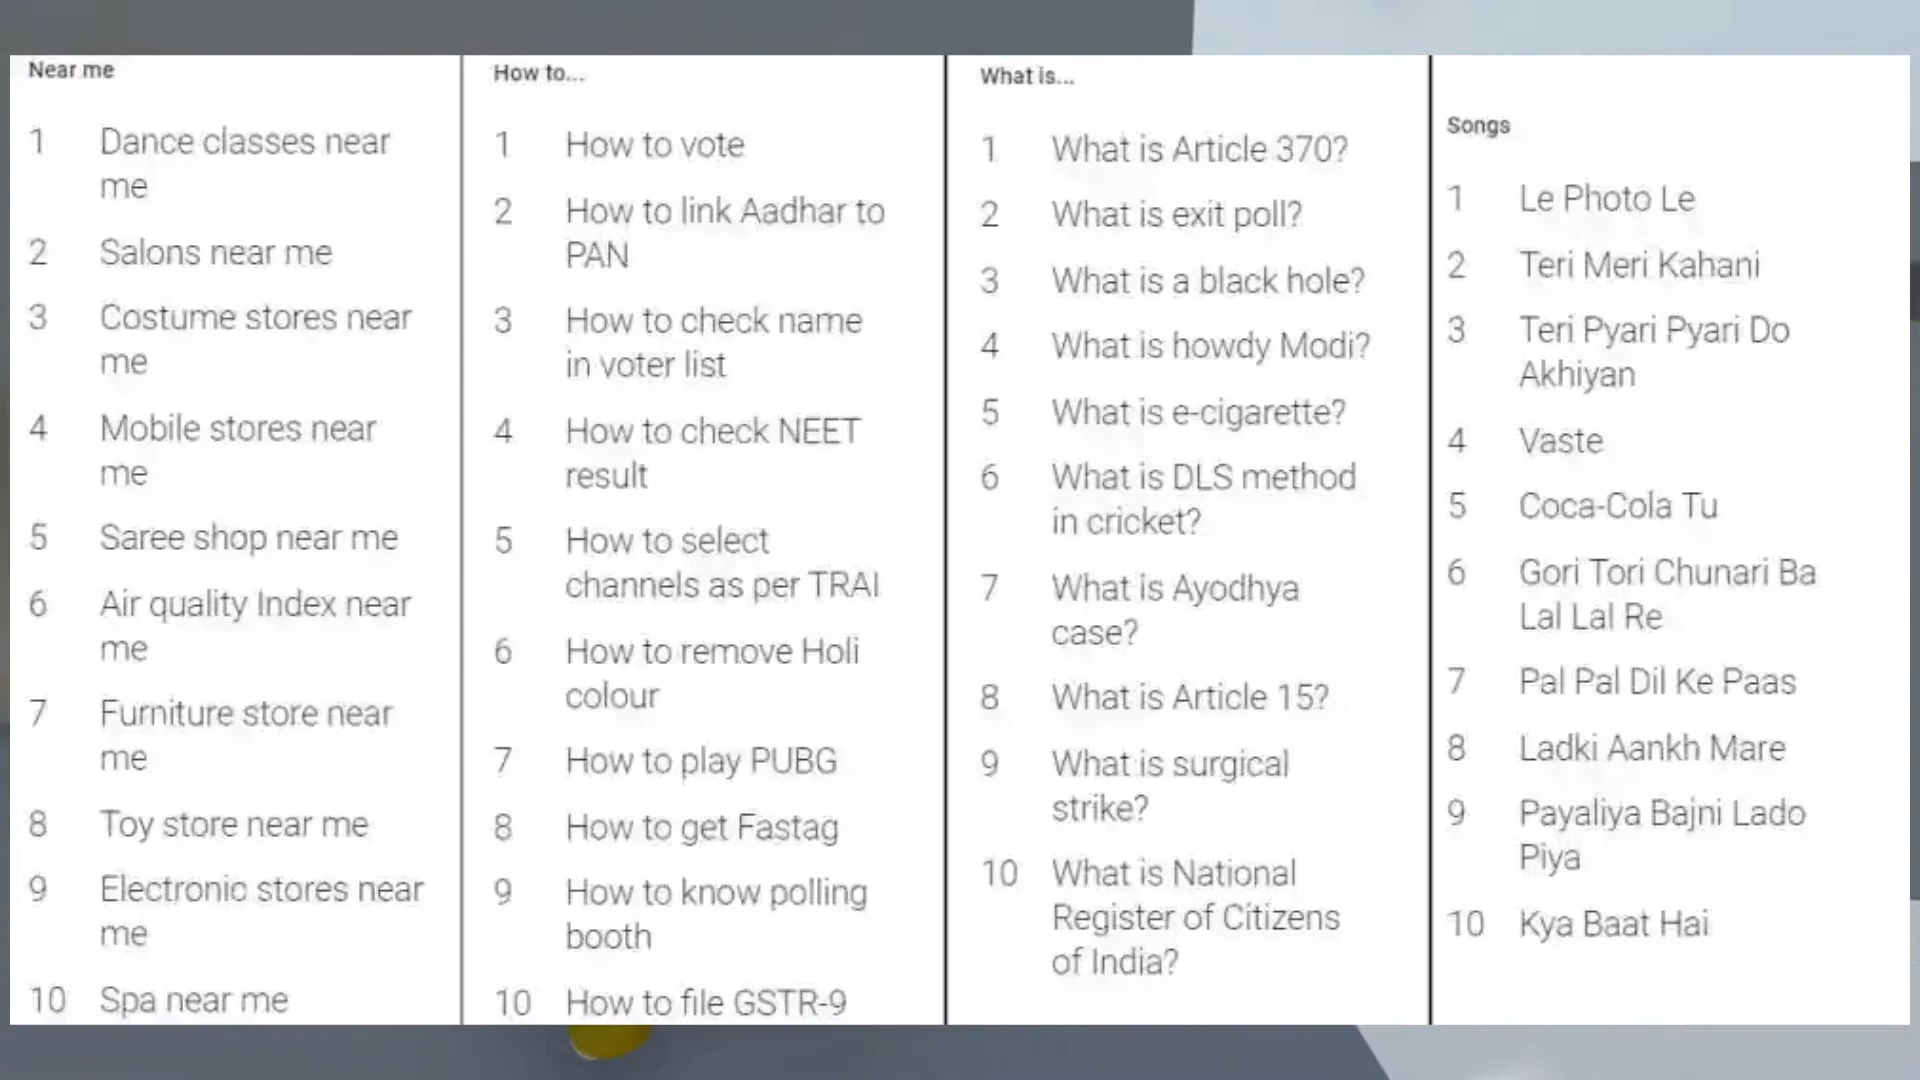 Near me
1 Dance classes near
me
2 Salons near me
3 Costume stores near
me
4 Mobile stores near
me
5 Saree shop near me
6 Air quality Index near
me
7 Furniture store near
me
8 Toy store near me
9 Electronic stores near
me
10 Spa near me
How to...
1 How to vote
2 How to link Aadhar to
PAN
3 How to check name
in voter list
4 How to check NEET
result
5 How to select
channels as per TRAI
6 How to remove Holi
colour
7 How to play PUBG
8 How to get Fastag
9 How to know polling
booth
10 How to file GSTR-9
What is...
1 What is Article 370?
2 What is exit poll?
3 What is a black hole?
4 What is howdy Modi?
5 What is e-cigarette?
6 What is DLS method
in cricket?
7 What is Ayodhya
case?
8 What is Article 15?
9 What is surgical
strike?
10 What is National
Register of Citizens
of India?
Songs
1 Le Photo Le
2 Teri Meri Kahani
3 Teri Pyari Pyari Do
Akhiyan
4 Vaste
5 Coca-Cola Tu
6 Gori Tori Chunari Ba
Lal Lal Re
7 Pal Pal Dil Ke Paas
8 Ladki Aankh Mare
9 Payaliya Bajni Lado
Piya
10 Kya Baat Hai